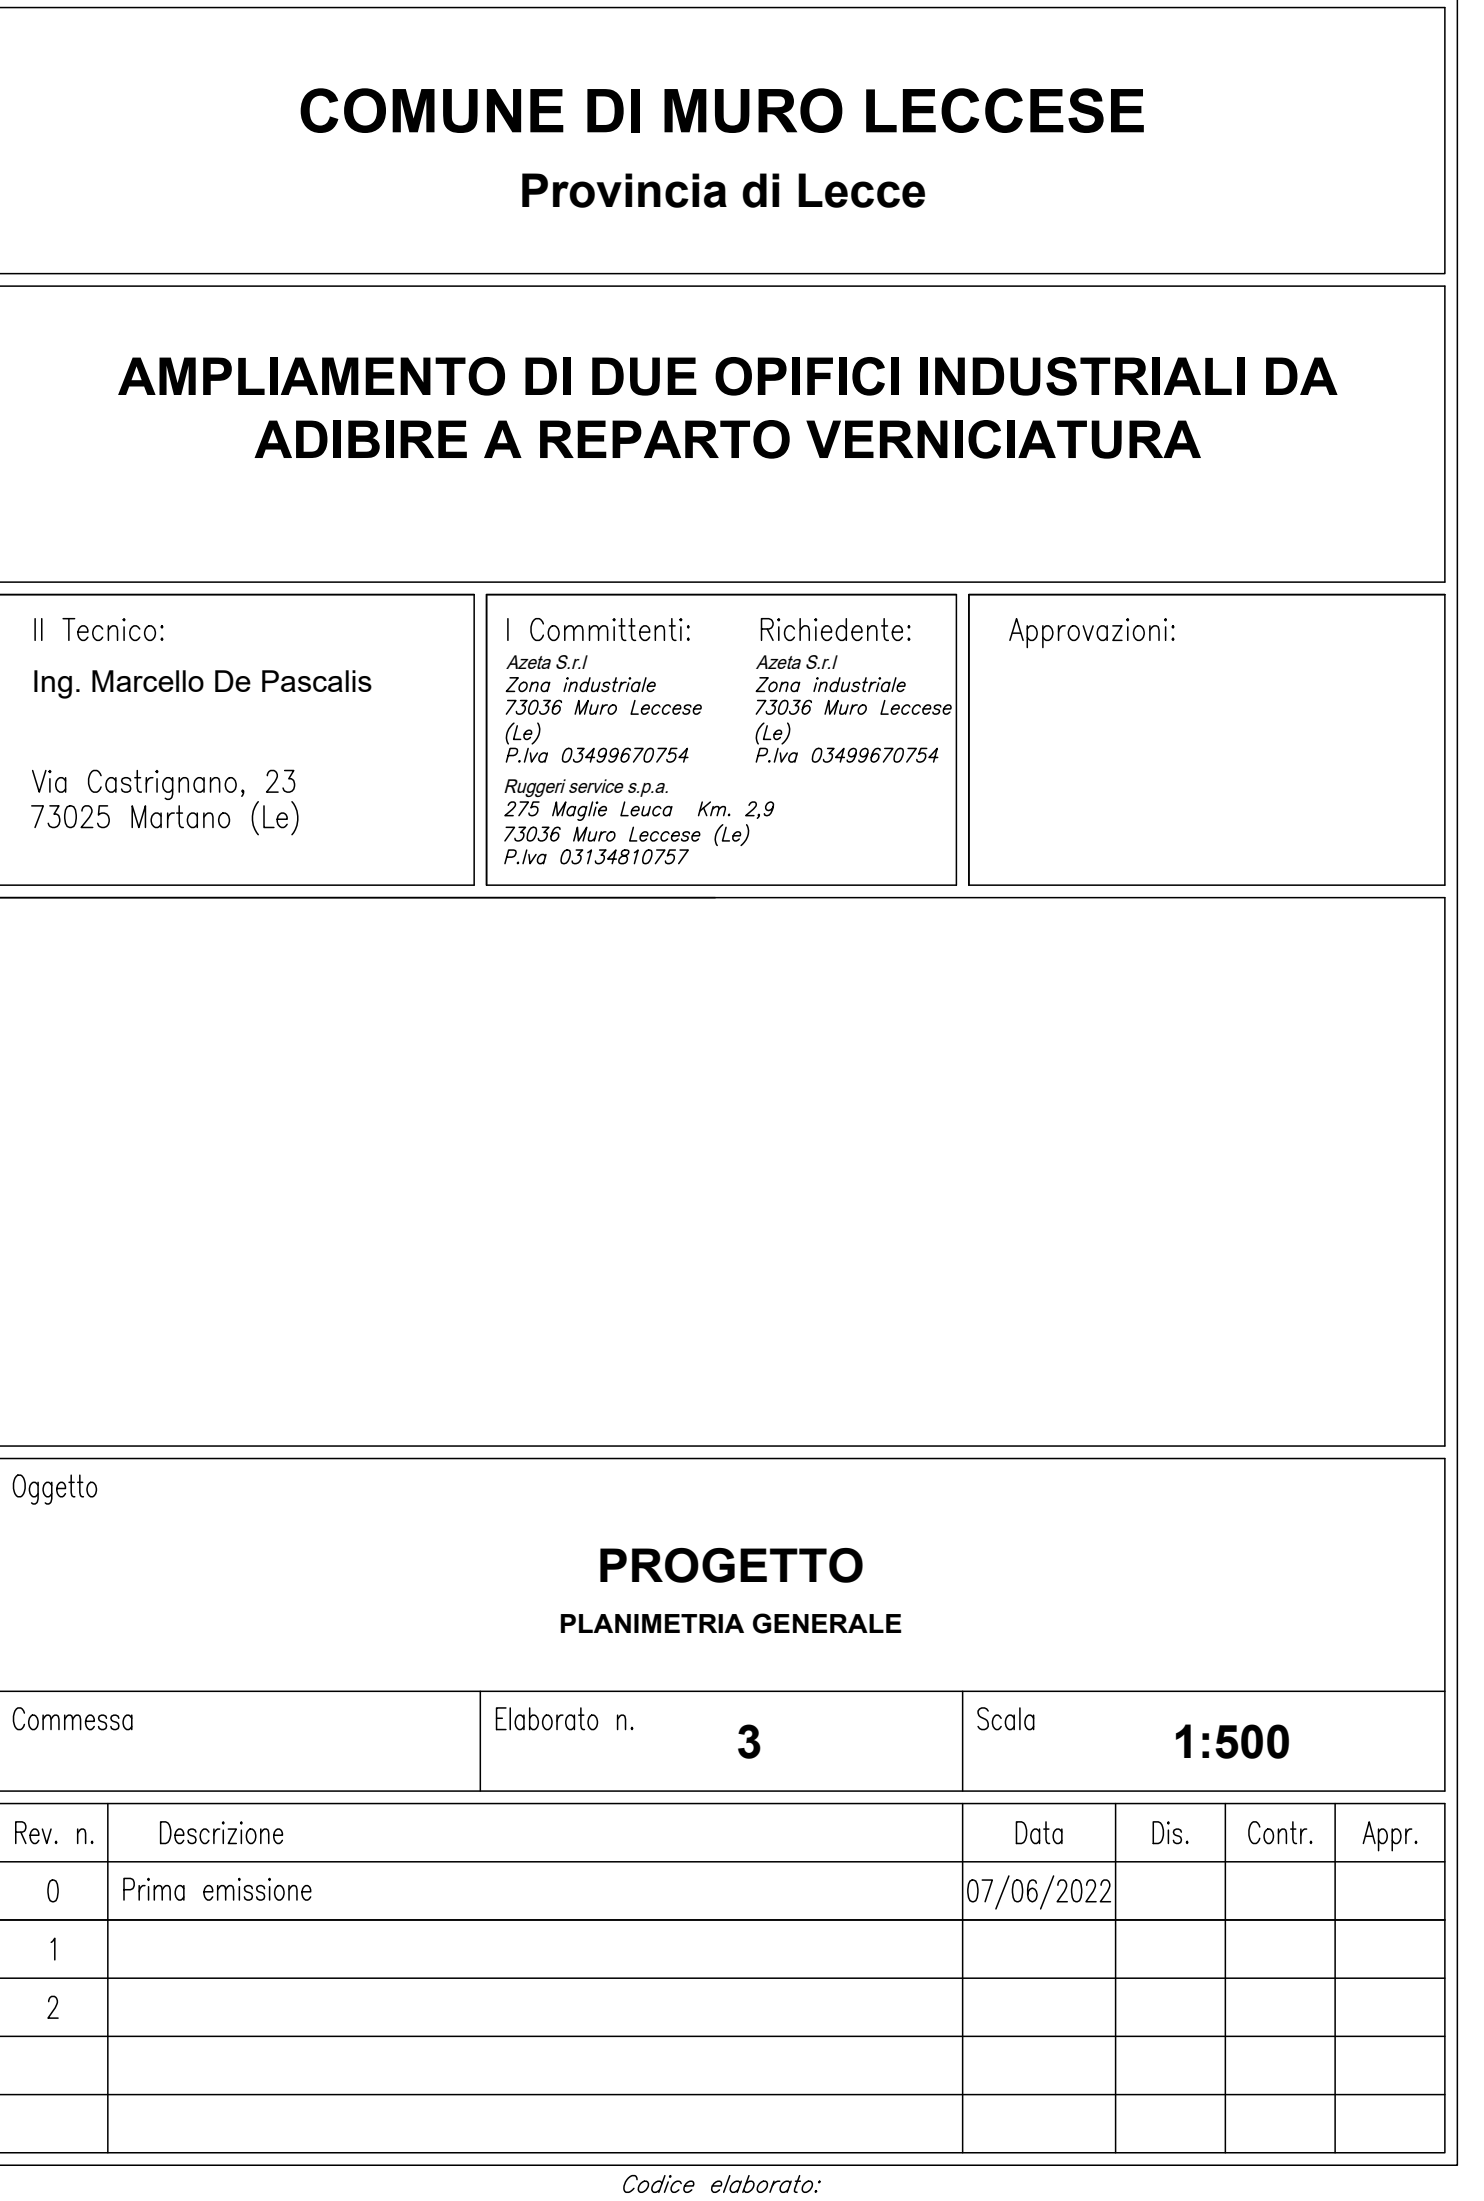 COMUNE DI MURO LECCESE
Provincia di Lecce
AMPLIAMENTO DI DUE OPIFICI INDUSTRIALI DA
ADIBIRE A REPARTO VERNICIATURA
Il Tecnico:
Ing. Marcello De Pascalis
Via Castrignano, 23
73025 Martano (Le)
I Committenti:
Azeta S.r.l
Zona industriale
73036 Muro Leccese
(Le)
P.Iva 03499670754
Ruggeri service s.p.a.
275 Maglie Leuca Km. 2,9
73036 Muro Leccese (Le)
P.Iva 03134810757
Richiedente:
Azeta S.r.l
Zona industriale
73036 Muro Leccese
(Le)
P.Iva 03499670754
Approvazioni:
Oggetto
PROGETTO
PLANIMETRIA GENERALE
Commessa
Elaborato n. 3
Scala 1:500
Rev. n. Descrizione Data Dis. Contr. Appr.
0 Prima emissione 07/06/2022
1
2
Codice elaborato: